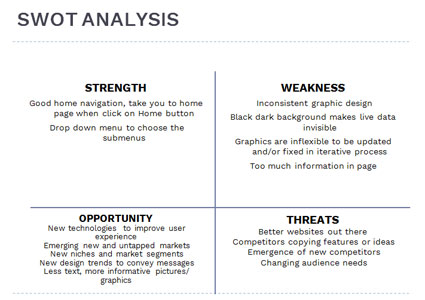 SWOT ANALYSIS
STRENGTH
Good home navigation, take you to home
page when click on Home button
Drop down menu to choose the
submenus
WEAKNESS
Inconsistent graphic design
Black dark background makes live data
invisible
Graphics are inflexible to be updated
and/or fixed in iterative process
Too much information in page
OPPORTUNITY
New technologies to improve user
experience
Emerging new and untapped markets
New niches and market segments
New design trends to convey messages
Less text, more informative pictures/
graphics
THREATS
Better websites out there
Competitors copying features or ideas
Emergence of new competitors
Changing audience needs